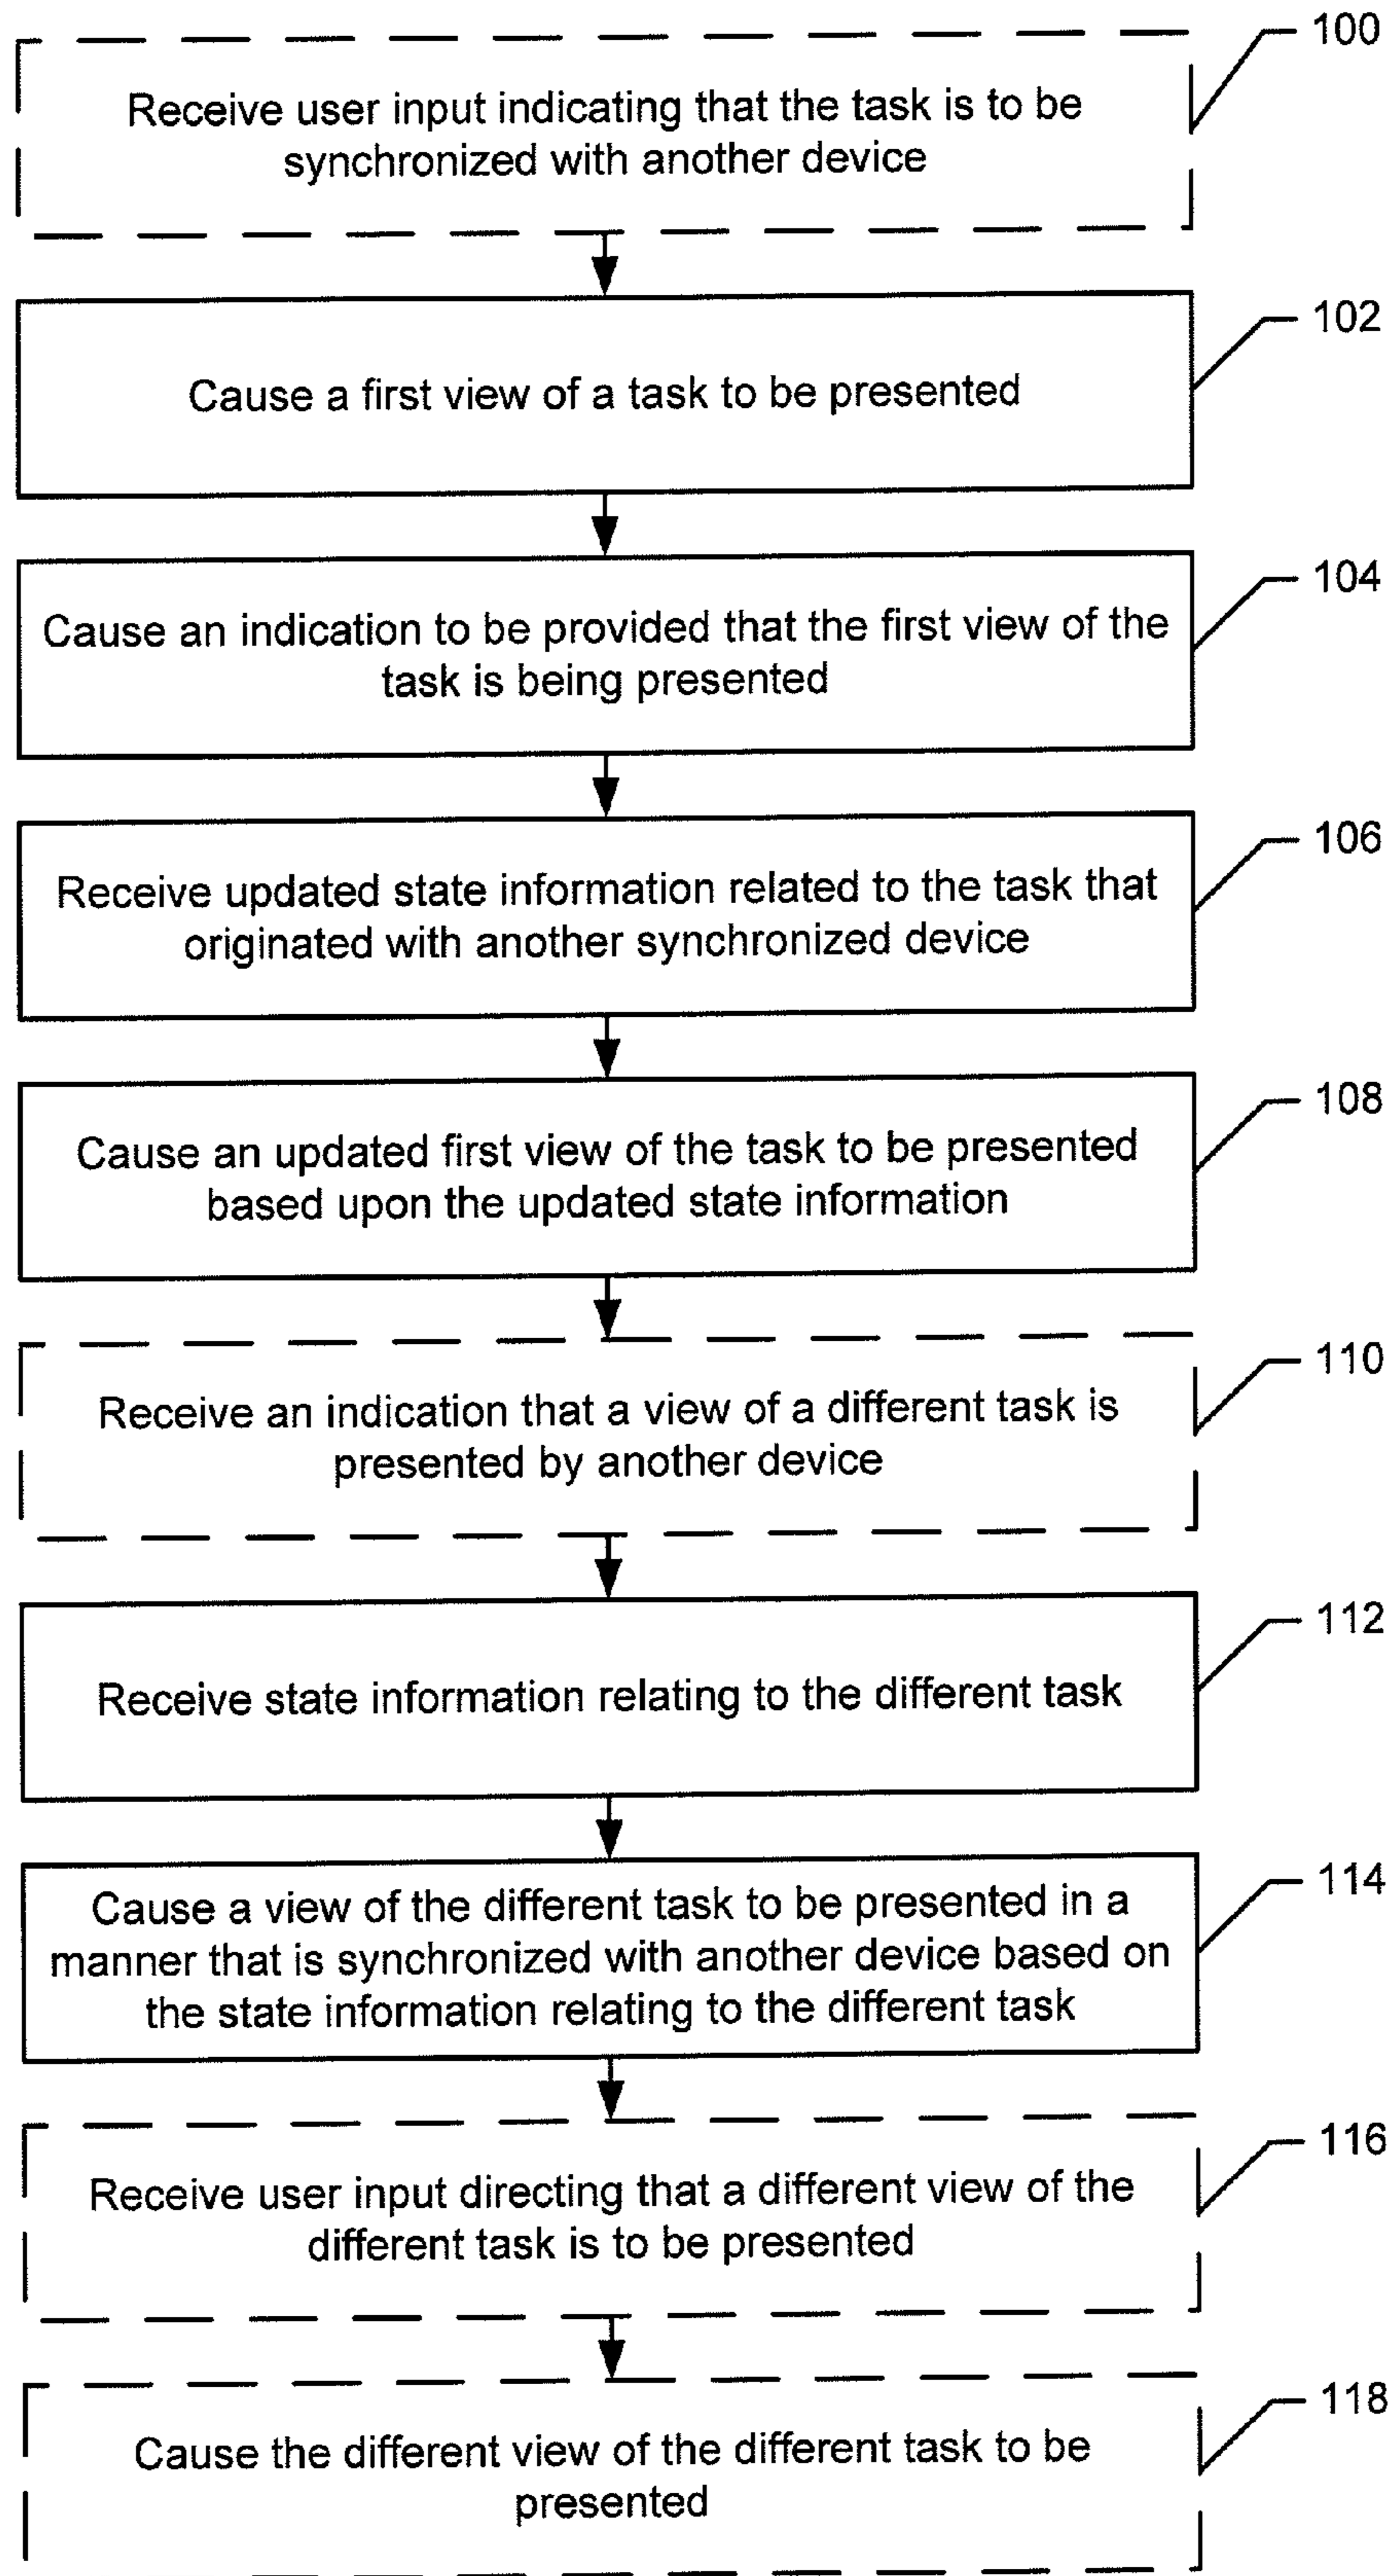 100
Receive user input indicating that the task is to be
synchronized with another device
102
Cause a first view of a task to be presented
104
Cause an indication to be provided that the first view of the
task is being presented
106
Receive updated state information related to the task that
originated with another synchronized device
108
Cause an updated first view of the task to be presented
based upon the updated state information
110
Receive an indication that a view of a different task is
presented by another device
112
Receive state information relating to the different task
114
Cause a view of the different task to be presented in a
manner that is synchronized with another device based on
the state information relating to the different task
116
Receive user input directing that a different view of the
different task is to be presented
118
Cause the different view of the different task to be
presented